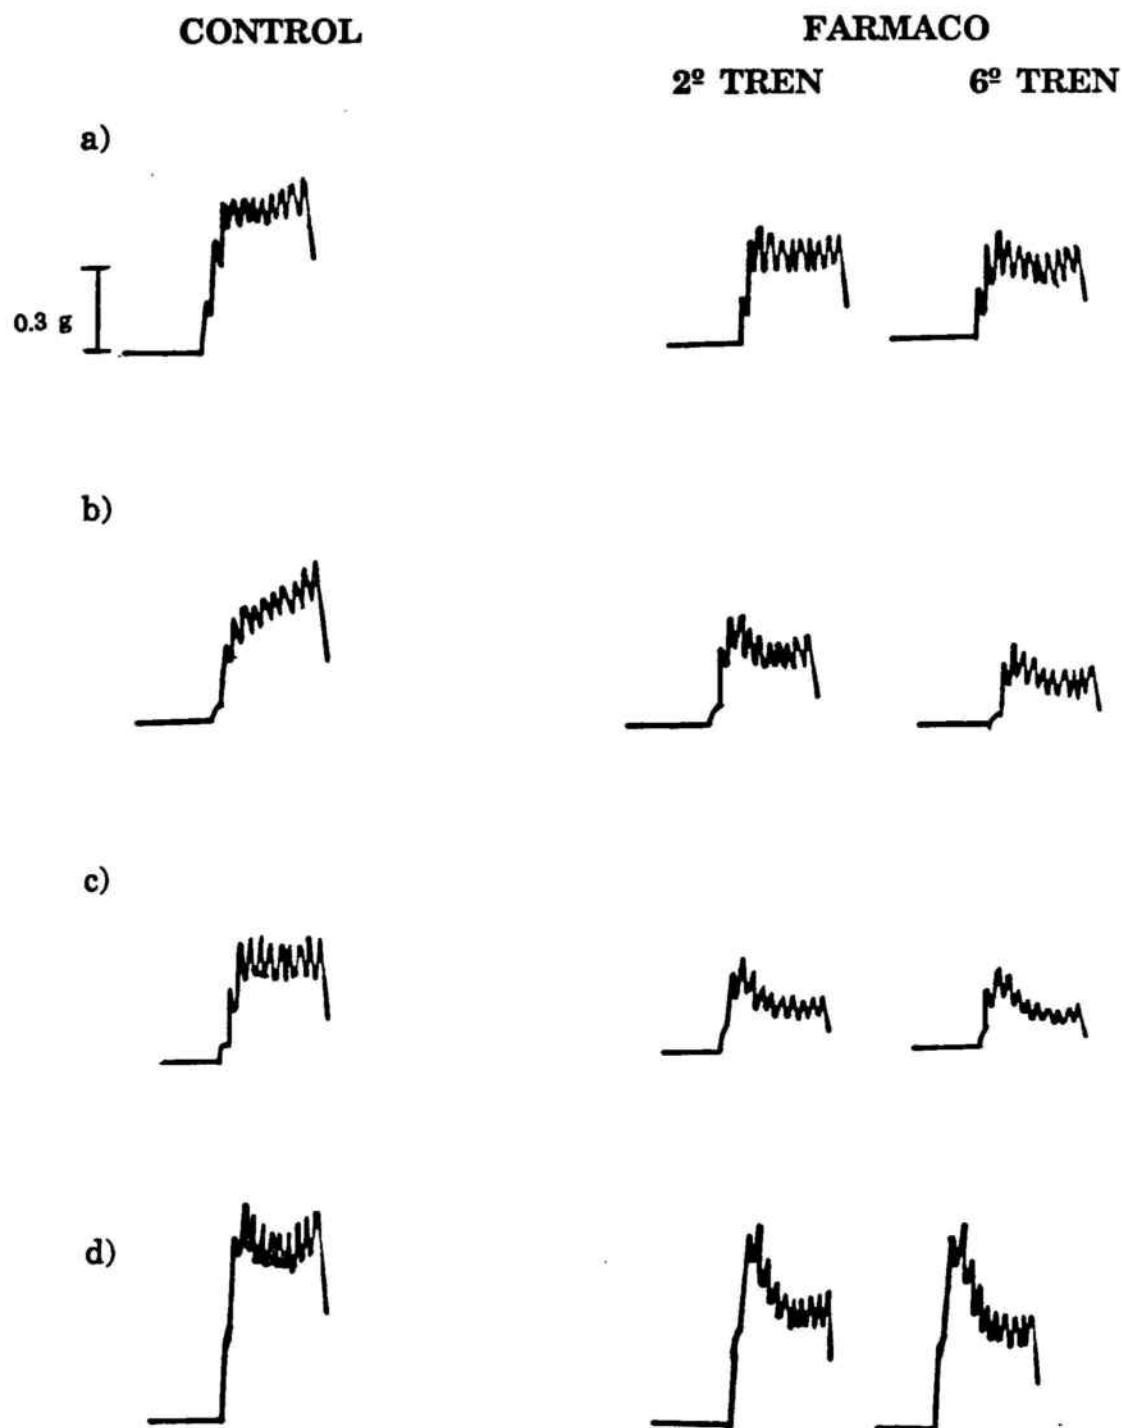 CONTROL
FARMACO
2º TREN
6º TREN
a)
0.3 g
b)
c)
d)